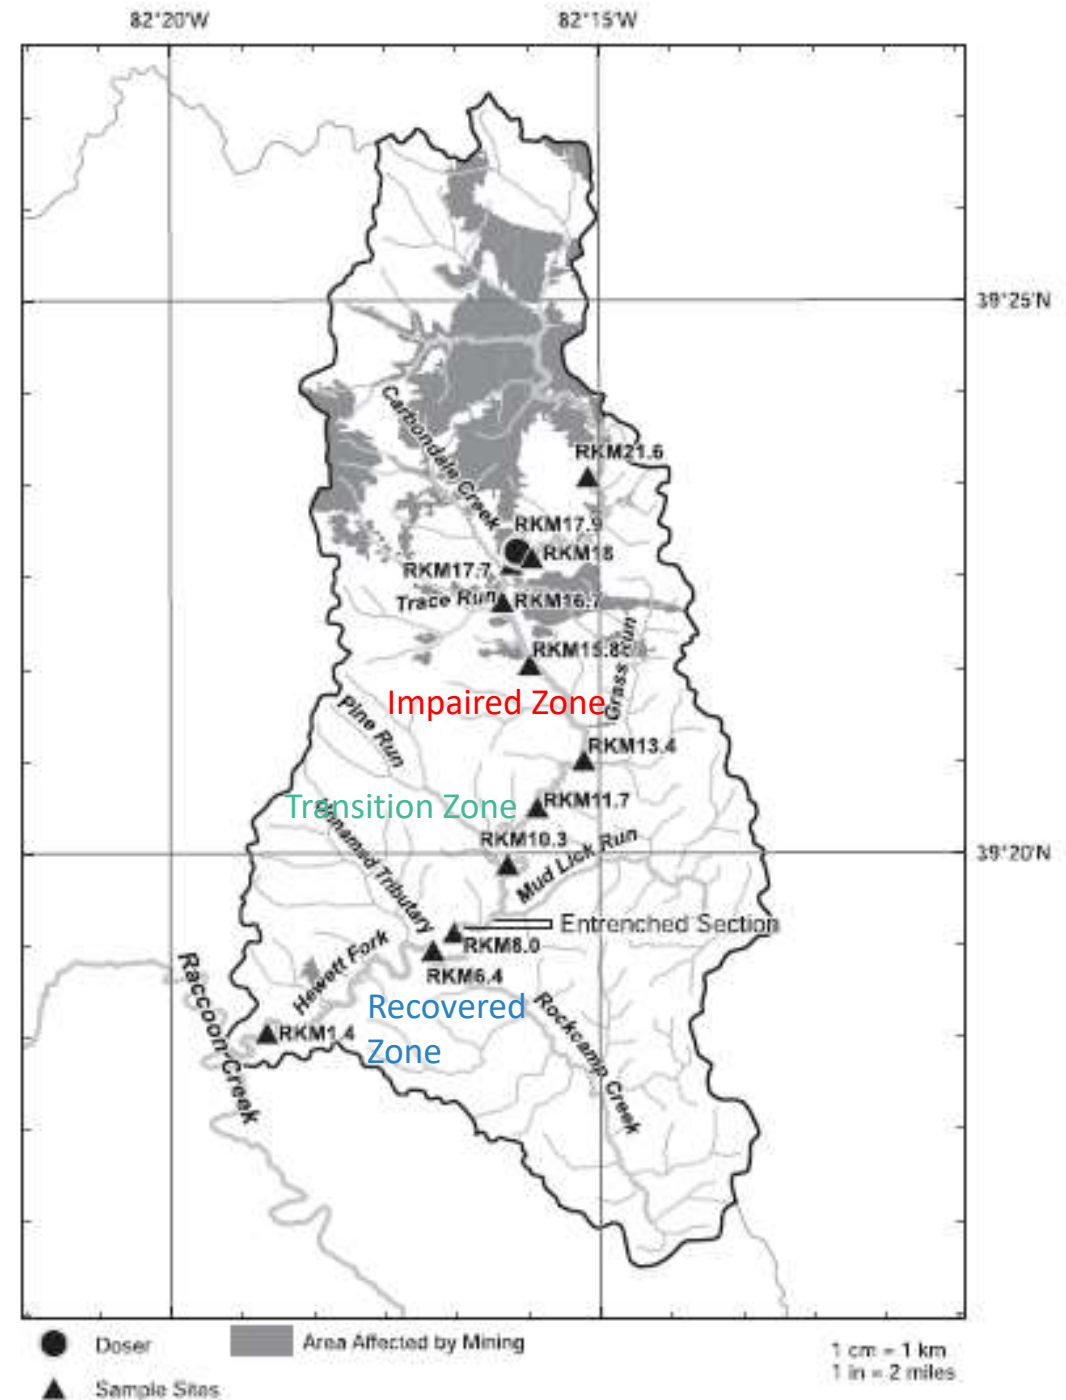 82°20'W
82°15'W
39°25'N
Carbondale Creek
RKM21.6
RKM17.9
RKM18
RKM17.7
Trace Run
RKM16.7
RKM15.8
Grass Run
Impaired Zone
Pine Run
RKM13.4
Transition Zone
RKM11.7
Unnamed Tributary
RKM10.3
Mud Lick Run
39°20'N
Entrenched Section
RKM8.0
Hewett Fork
RKM6.4
Raccoon Creek
Recovered
Zone
Rockcamp Creek
RKM1.4
Doser
Area Affected by Mining
Sample Sites
1 cm = 1 km
1 in = 2 miles